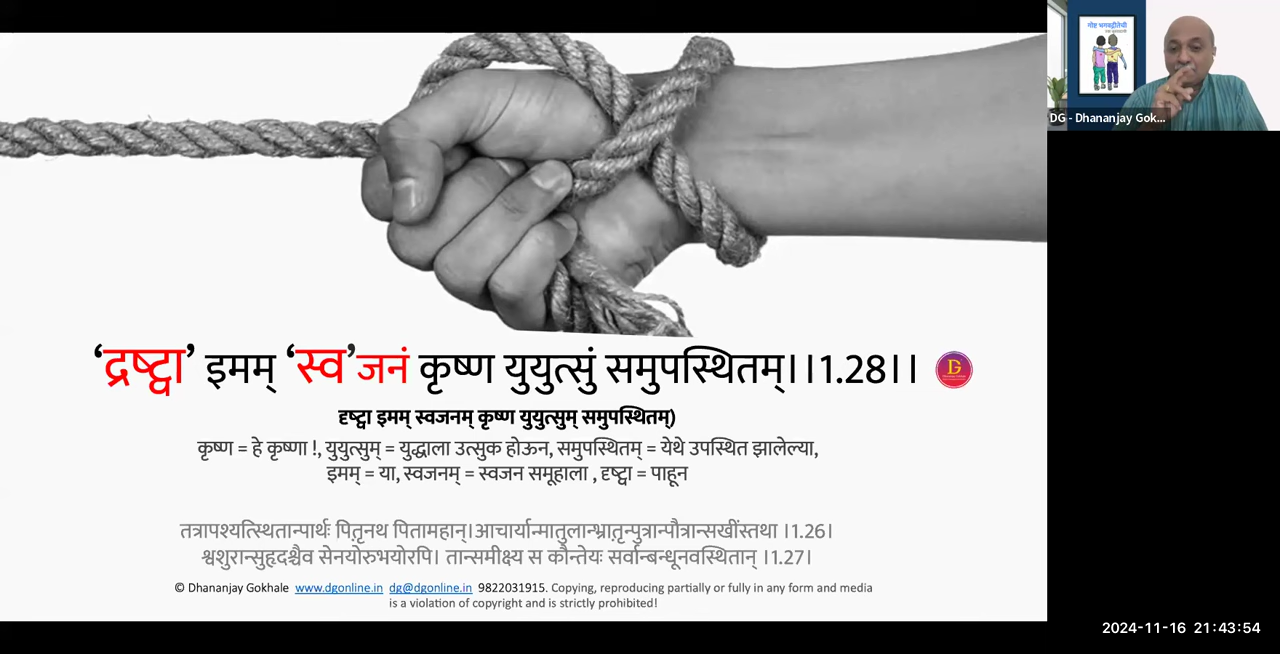 गोष्ट भगवद्गीतेची
DG - Dhananjay Gok...
‘द्रष्ट्वा’ इमम् ‘स्व’जनं कृष्ण युयुत्सुं समुपस्थितम्।।1.28।।
दृष्ट्वा इमम् स्वजनम् कृष्ण युयुत्सुम् समुपस्थितम्)
कृष्ण = हे कृष्णा !, युयुत्सुम् = युद्धाला उत्सुक होऊन, समुपस्थितम् = येथे उपस्थित झालेल्या,
इमम् = या, स्वजनम् = स्वजन समूहाला , दृष्ट्वा = पाहून
तत्रापश्यत्स्थितान्पार्थः पितृनथ पितामहान्।आचार्यान्मातुलान्भ्रातृन्पुत्रान्पौत्रान्सखींस्तथा ।1.26।
श्वशुरान्सुहृदश्चैव सेनयोरुभयोरपि। तान्समीक्ष्य स कौन्तेयः सर्वान्बन्धूनवस्थितान् ।1.27।
© Dhananjay Gokhale www.dgonline.in dg@dgonline.in 9822031915. Copying, reproducing partially or fully in any form and media
is a violation of copyright and is strictly prohibited!
2024-11-16 21:43:54